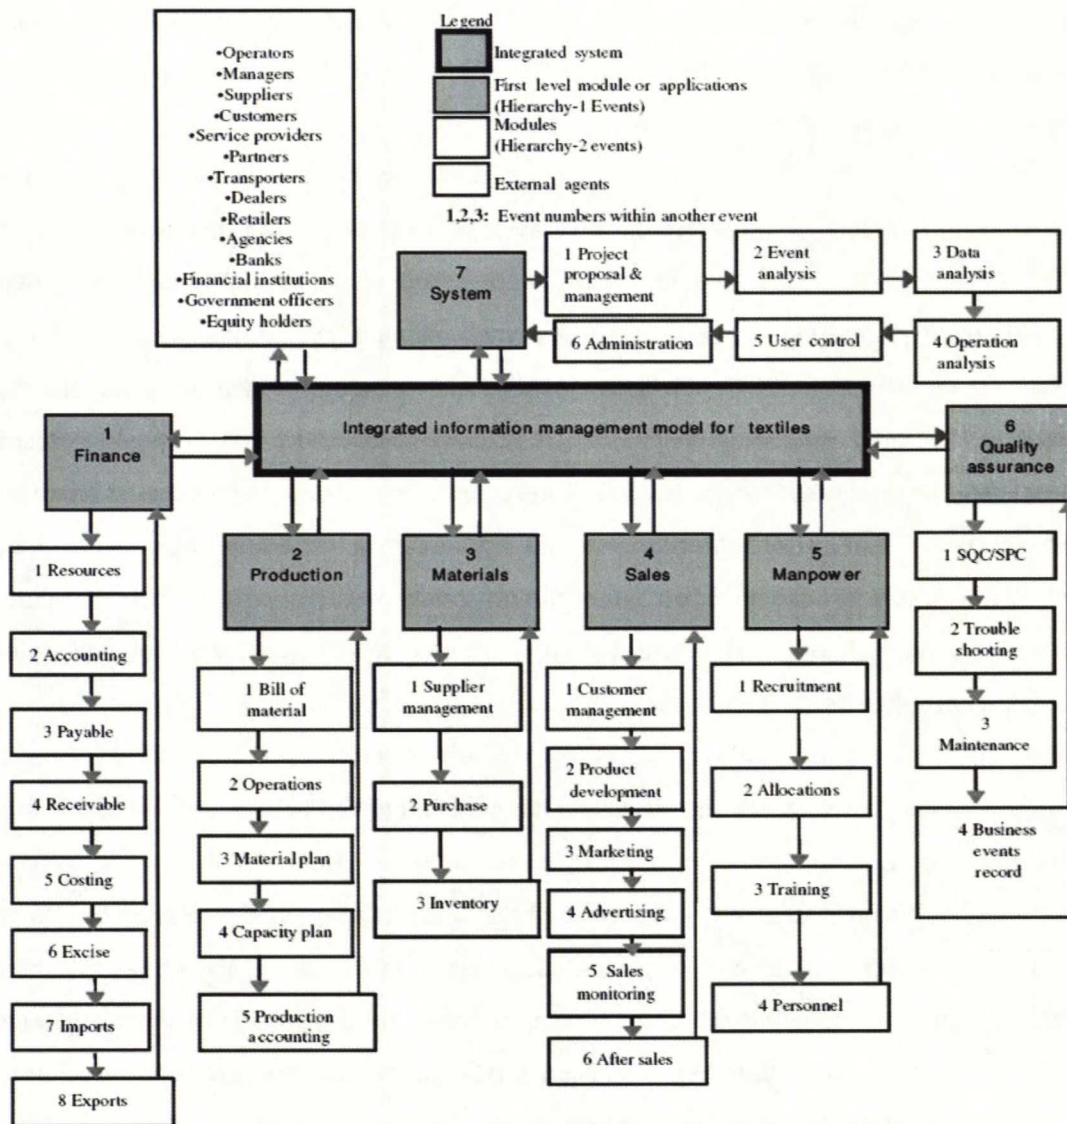 •Operators
•Managers
•Suppliers
•Customers
•Service providers
•Partners
•Transporters
•Dealers
•Retailers
•Agencies
•Banks
•Financial institutions
•Government officers
•Equity holders
Legend
Integrated system
First level module or applications
(Hierarchy-1 Events)
Modules
(Hierarchy-2 events)
External agents
1,2,3: Event numbers within another event
7
System
1 Project
proposal &
management
2 Event
analysis
3 Data
analysis
4 Operation
analysis
5 User control
6 Administration
Integrated information management model for textiles
1
Finance
1 Resources
2 Accounting
3 Payable
4 Receivable
5 Costing
6 Excise
7 Imports
8 Exports
2
Production
1 Bill of
material
2 Operations
3 Material plan
4 Capacity plan
5 Production
accounting
3
Materials
1 Supplier
management
2 Purchase
3 Inventory
4
Sales
1 Customer
management
2 Product
development
3 Marketing
4 Advertising
5 Sales
monitoring
6 After sales
5
Manpower
1 Recruitment
2 Allocations
3 Training
4 Personnel
6
Quality
assurance
1 SQC/SPC
2 Trouble
shooting
3
Maintenance
4 Business
events
record